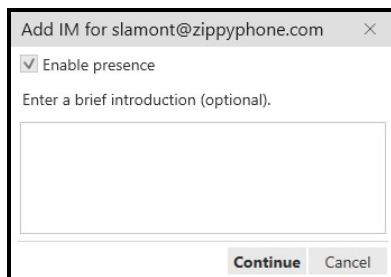 Add IM for slamont@zippyphone.com
Enable presence
Enter a brief introduction (optional).
Continue Cancel